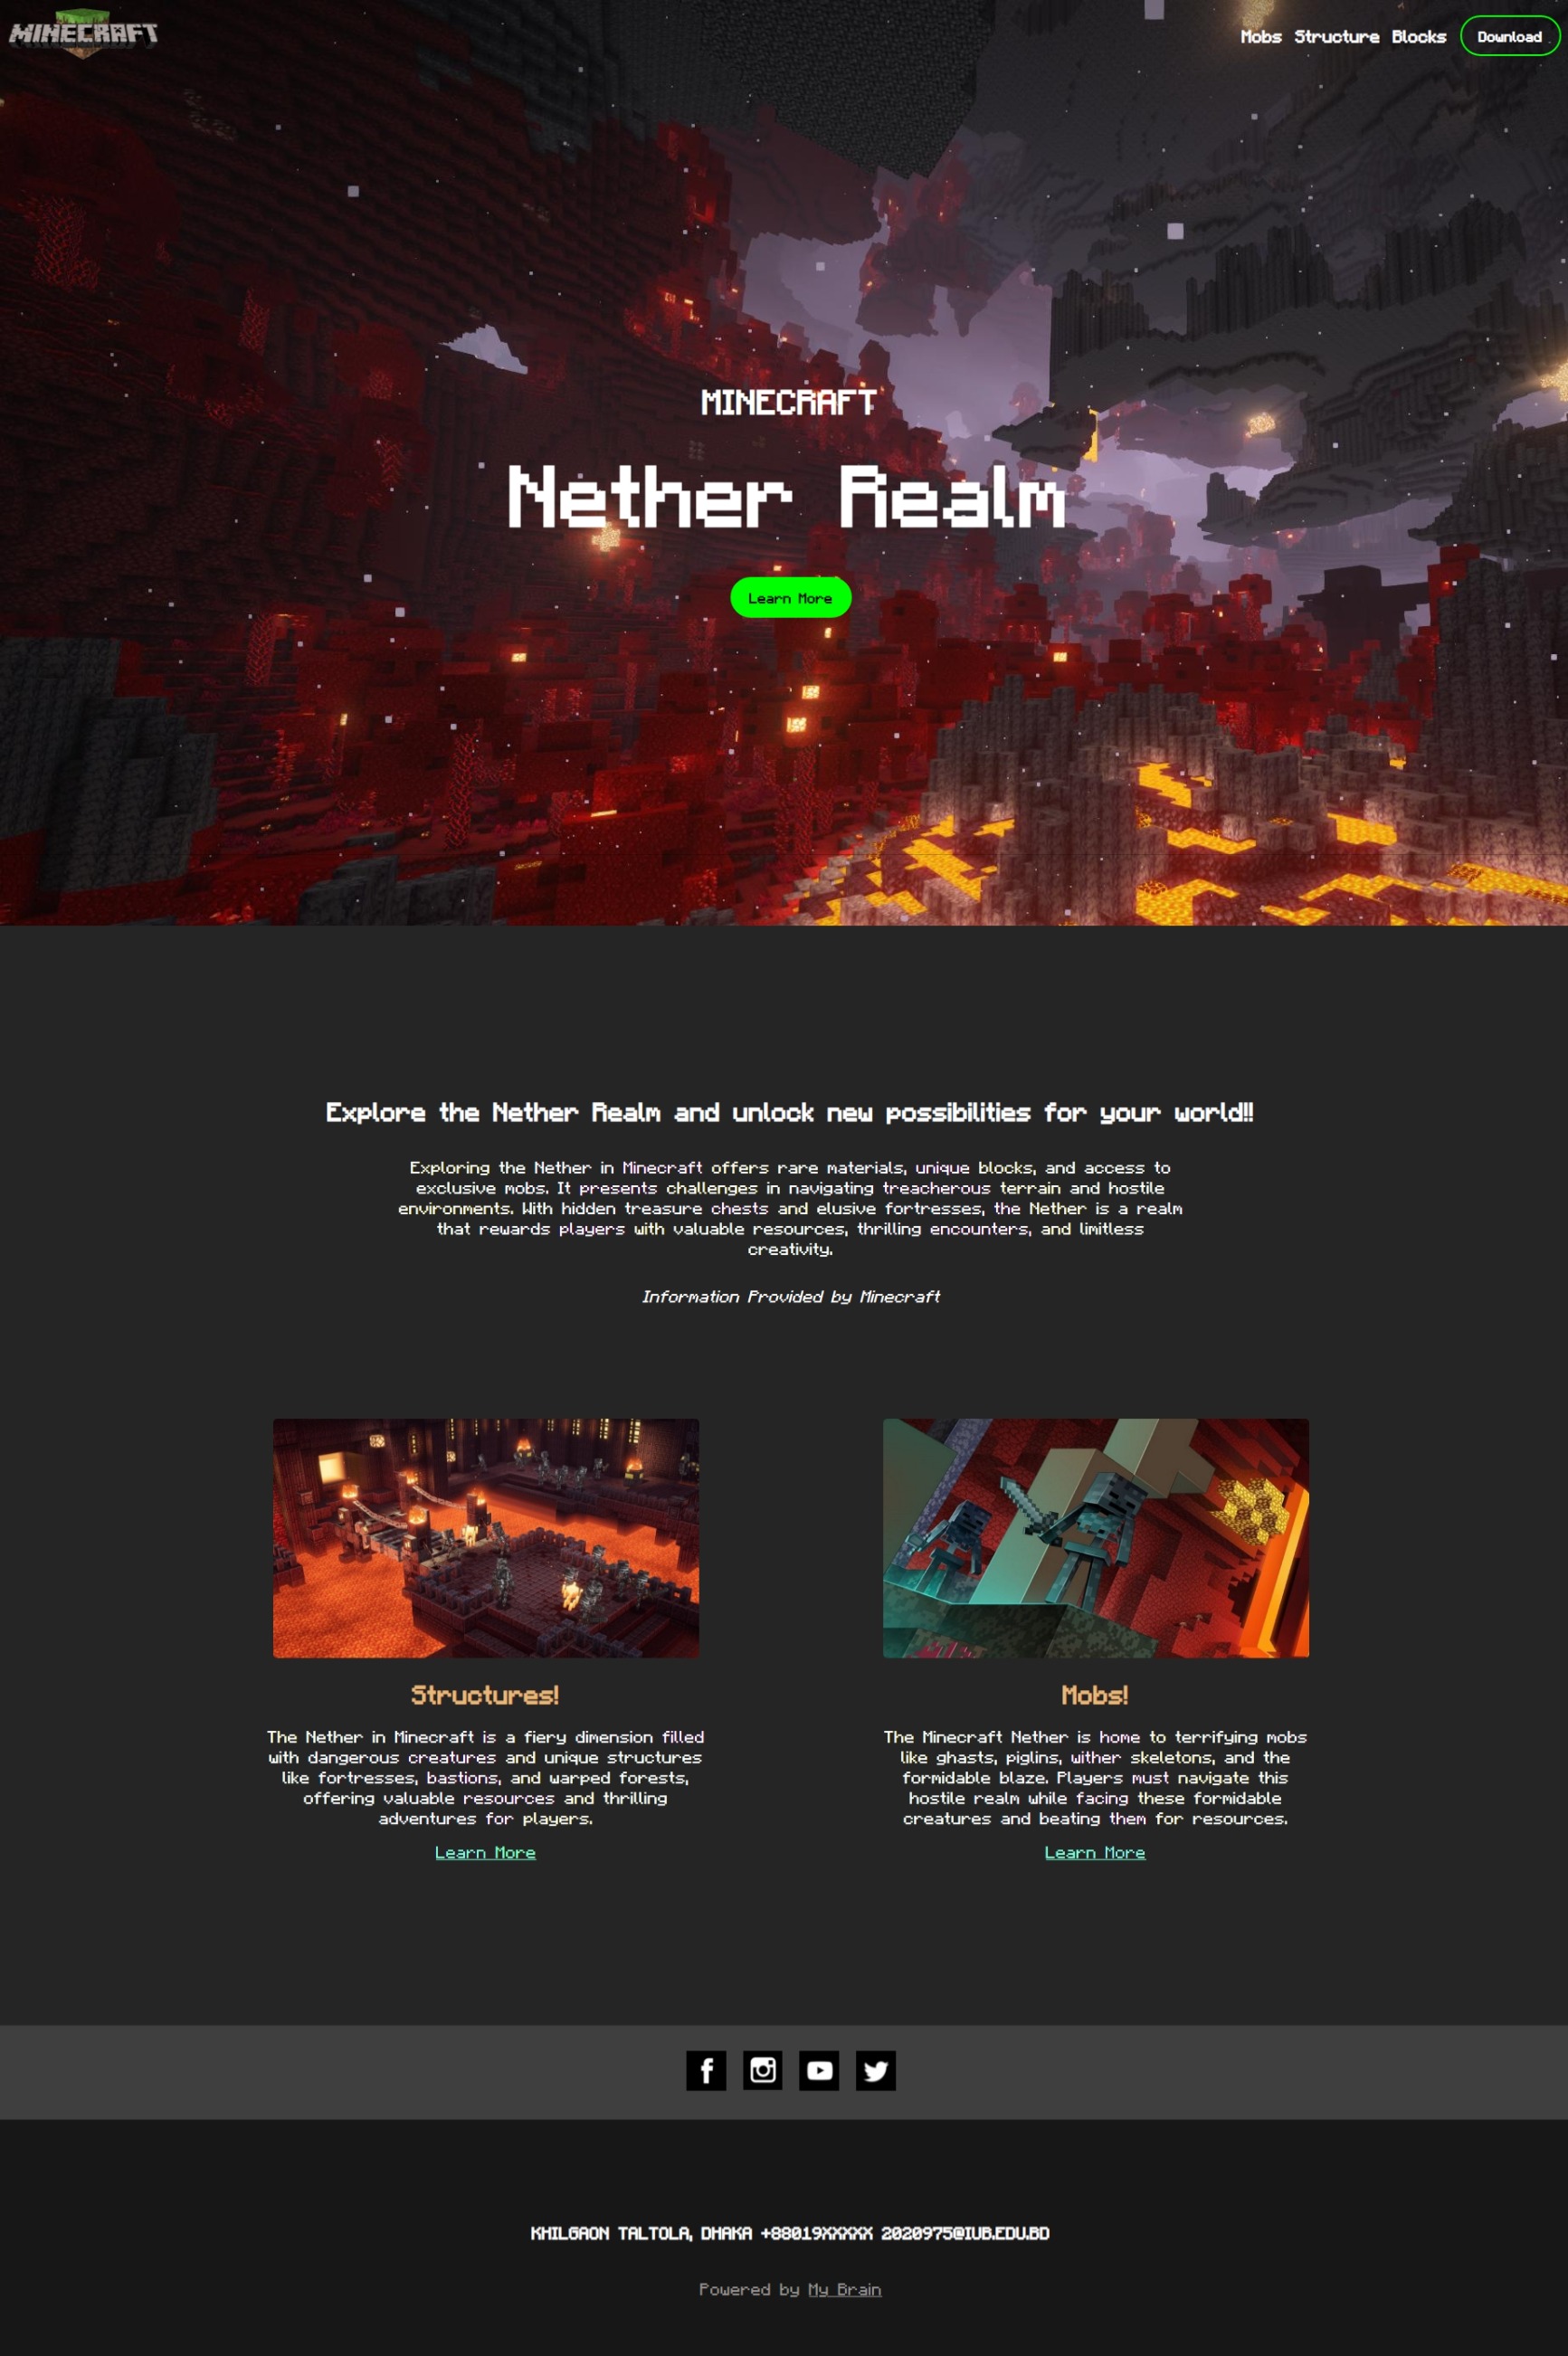 MINECRAFT
Mobs Structure Blocks Download
MINECRAFT
Nether Realm
Learn More
Explore the Nether Realm and unlock new possibilities for your world!!
Exploring the Nether in Minecraft offers rare materials, unique blocks, and access to
exclusive mobs. It presents challenges in navigating treacherous terrain and hostile
environments. With hidden treasure chests and elusive fortresses, the Nether is a realm
that rewards players with valuable resources, thrilling encounters, and limitless
creativity.
Information Provided by Minecraft
Structures!
The Nether in Minecraft is a fiery dimension filled
with dangerous creatures and unique structures
like fortresses, bastions, and warped forests,
offering valuable resources and thrilling
adventures for players.
Learn More
Mobs!
The Minecraft Nether is home to terrifying mobs
like ghasts, piglins, wither skeletons, and the
formidable blaze. Players must navigate this
hostile realm while facing these formidable
creatures and beating them for resources.
Learn More
KHILGAON TALTOLA, DHAKA +88019XXXXX 2020975@IUB.EDU.BD
Powered by My Brain